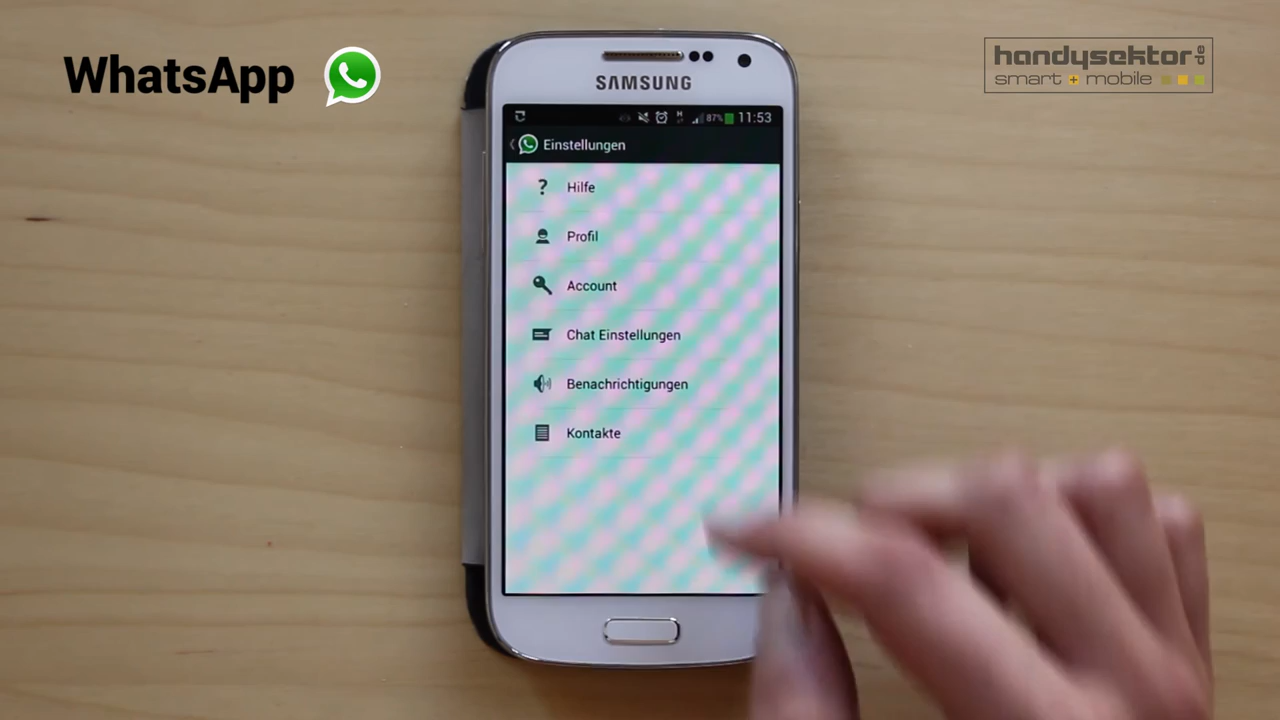 WhatsApp
handysektor.de
smart + mobile
SAMSUNG
87% 11:53
Einstellungen
? Hilfe
Profil
Account
Chat Einstellungen
Benachrichtigungen
Kontakte